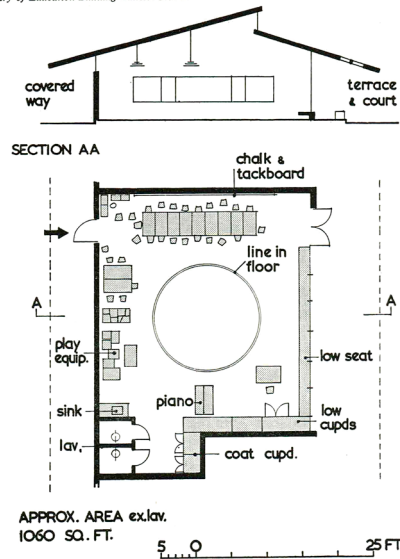 covered
way
terrace
& court
SECTION AA
chalk &
tackboard
line in
floor
A
A
play
equip.
low seat
piano
sink
low
cupds
lav.
coat cupd.
APPROX. AREA ex.lav.
1060 SQ. FT.
5 0 25 FT